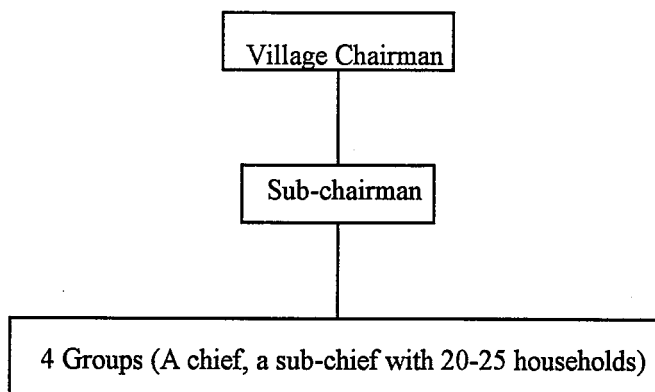 Village Chairman
Sub-chairman
4 Groups (A chief, a sub-chief with 20-25 households)